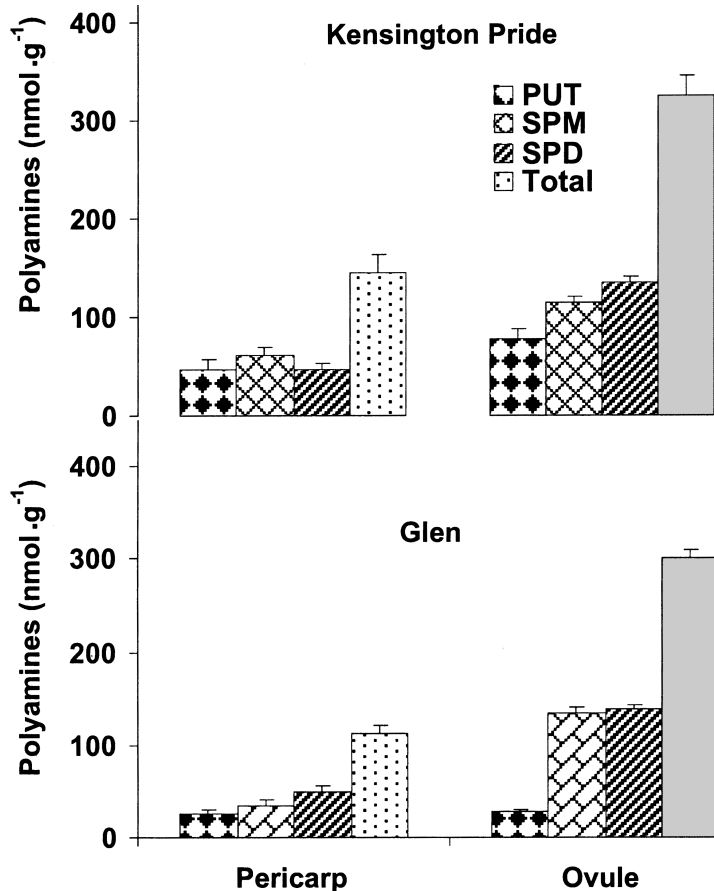 Kensington Pride
Polyamines (nmol·g⁻¹)
400
300
200
100
0
PUT
SPM
SPD
Total
Glen
Polyamines (nmol·g⁻¹)
400
300
200
100
0
Pericarp
Ovule